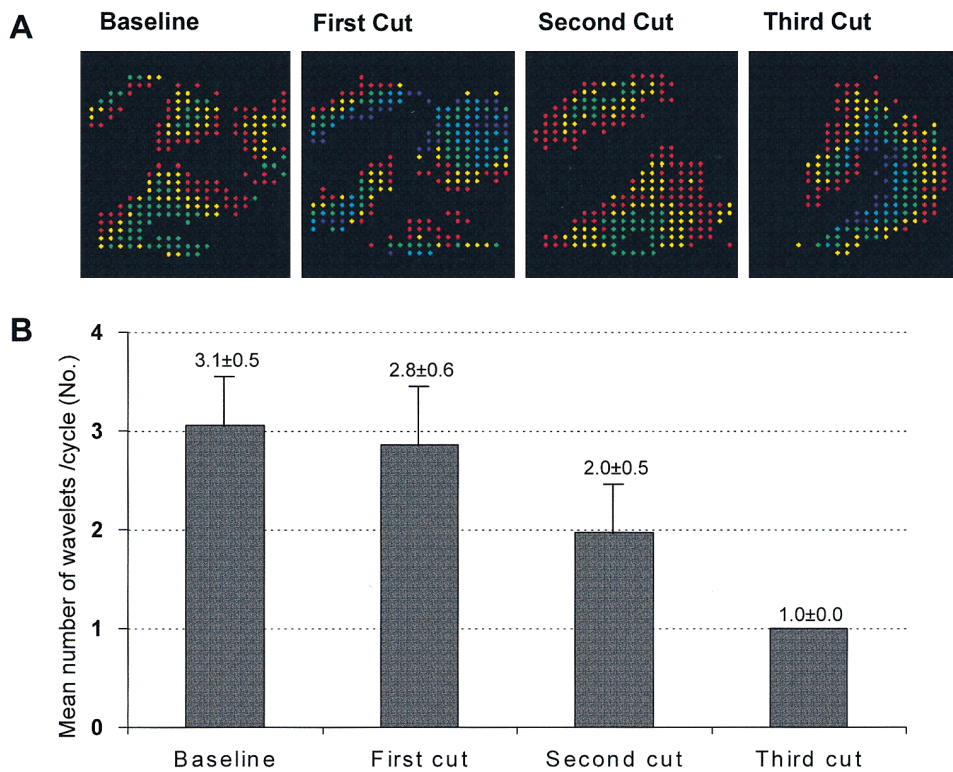 A
Baseline
First Cut
Second Cut
Third Cut
B
Mean number of wavelets /cycle (No.)
4
3
2
1
0
3.1±0.5
2.8±0.6
2.0±0.5
1.0±0.0
Baseline
First cut
Second cut
Third cut